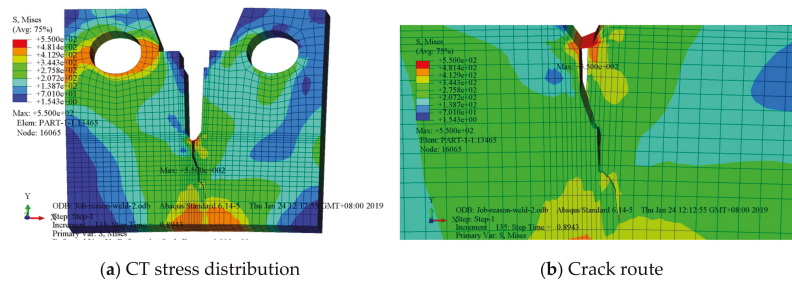 S, Mises
(Avg: 75%)
+5.500e+02
+4.814e+02
+4.129e+02
+3.443e+02
+2.758e+02
+2.072e+02
+1.387e+02
+7.010e+01
+1.543e+00
Max: +5.500e+02
Elem: PART-1-1.13465
Node: 16065
Max: +5.500e+002
Y
X
ODB: Job-reason-weld-2.odb Abaqus/Standard 6.14-5 Thu Jan 24 12:12:55 GMT+08:00 2019
Step: Step-1
Increment 135: Step Time = 0.8943
Primary Var: S, Mises
(a) CT stress distribution
S, Mises
(Avg: 75%)
+5.500e+02
+4.814e+02
+4.129e+02
+3.443e+02
+2.758e+02
+2.072e+02
+1.387e+02
+7.010e+01
+1.543e+00
Max: +5.500e+02
Elem: PART-1-1.13465
Node: 16065
Max: +5.500e+002
Y
X
ODB: Job-reason-weld-2.odb Abaqus/Standard 6.14-5 Thu Jan 24 12:12:55 GMT+08:00 2019
Step: Step-1
Increment 135: Step Time = 0.8943
Primary Var: S, Mises
(b) Crack route